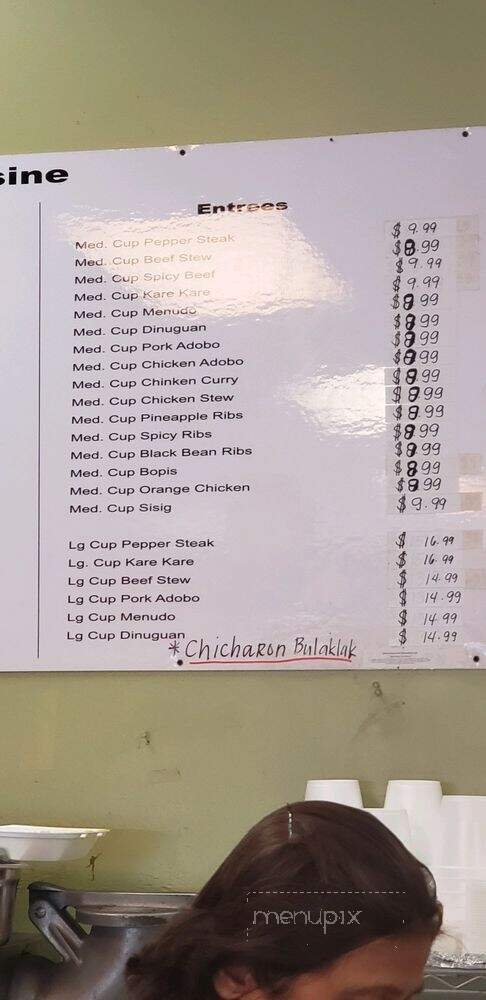 sine
Entrees
Med. Cup Pepper Steak $ 9.99
Med. Cup Beef Stew $8.99
Med. Cup Spicy Beef $ 9.99
Med. Cup Kare Kare $ 9.99
Med. Cup Menudo $8.99
Med. Cup Dinuguan $8.99
Med. Cup Pork Adobo $8.99
Med. Cup Chicken Adobo $8.99
Med. Cup Chinken Curry $8.99
Med. Cup Chicken Stew $8.99
Med. Cup Pineapple Ribs $8.99
Med. Cup Spicy Ribs $8.99
Med. Cup Black Bean Ribs $8.99
Med. Cup Bopis $8.99
Med. Cup Orange Chicken $8.99
Med. Cup Sisig $ 9.99
Lg Cup Pepper Steak $ 16.99
Lg. Cup Kare Kare $ 16.99
Lg Cup Beef Stew $ 14.99
Lg Cup Pork Adobo $ 14.99
Lg Cup Menudo $ 14.99
Lg Cup Dinuguan $ 14.99
* Chicharon Bulaklak
menupix